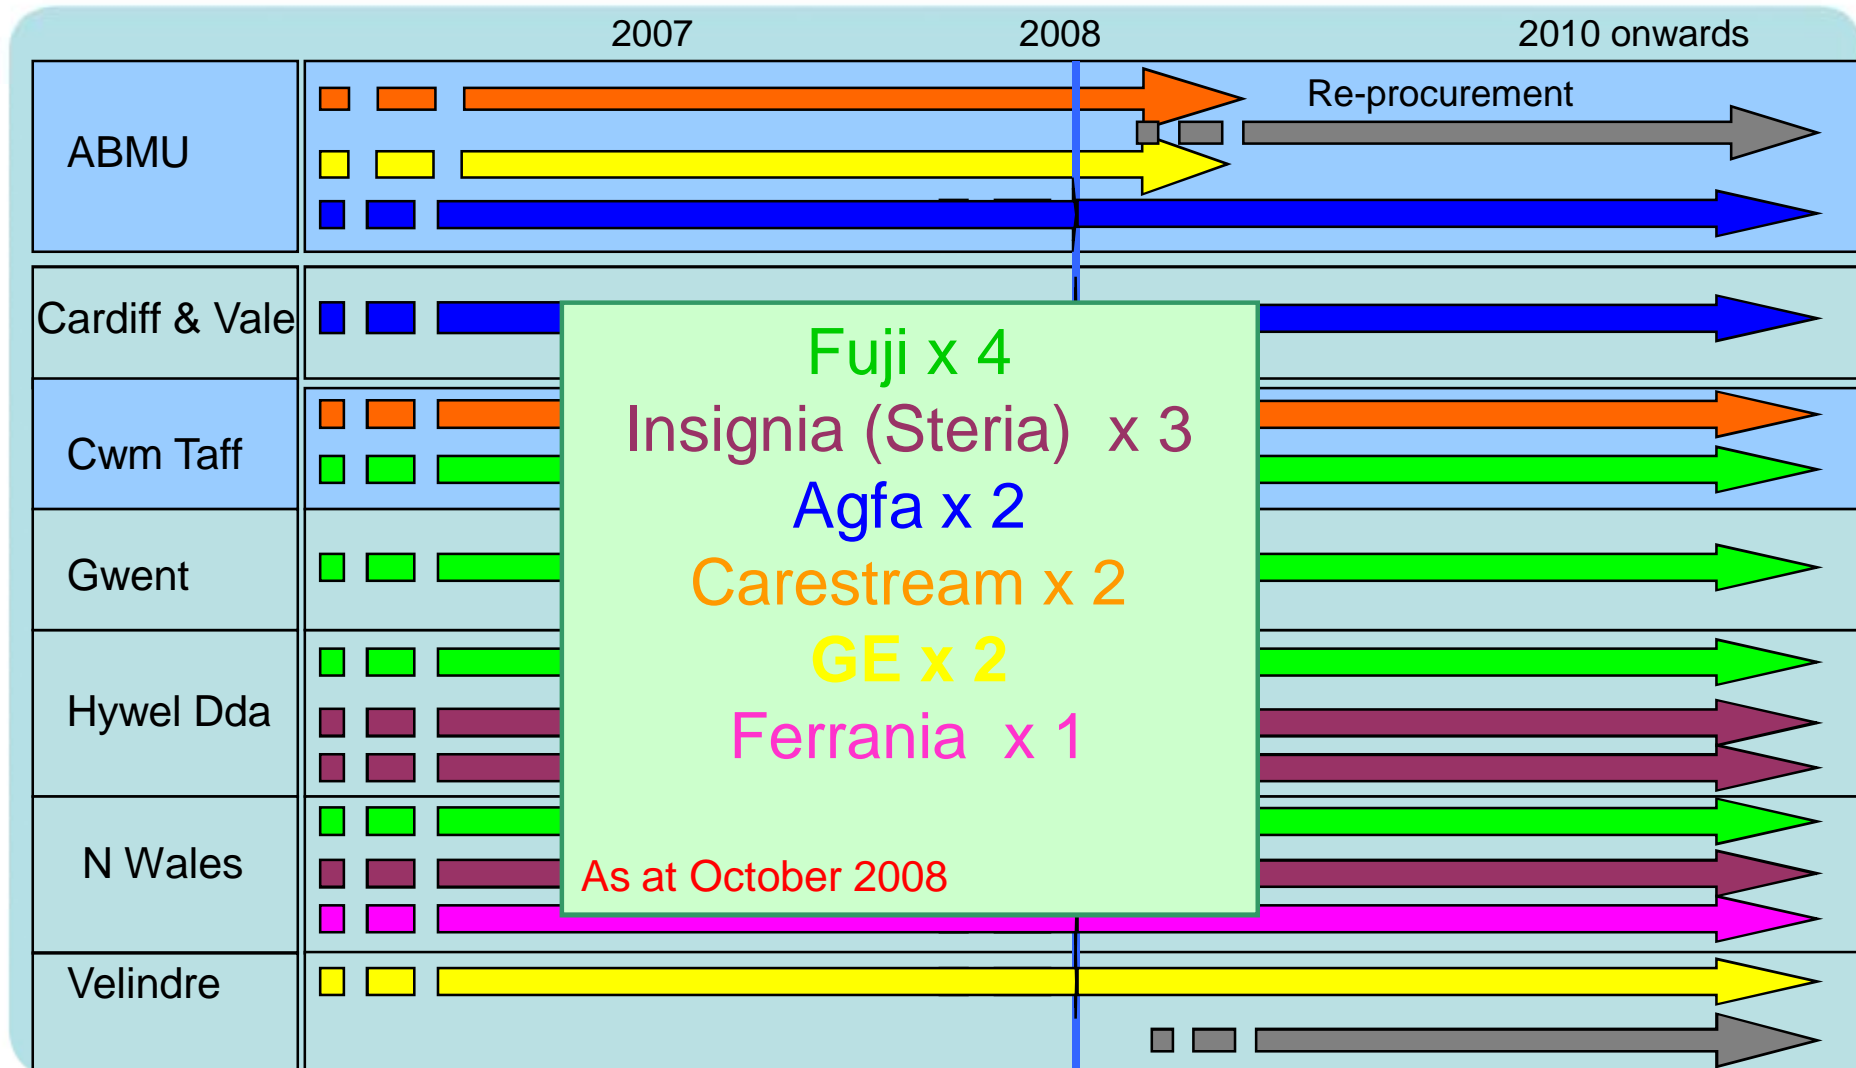 2007 2008 2010 onwards
Re-procurement
ABMU
Cardiff & Vale
Cwm Taff
Gwent
Hywel Dda
N Wales
Velindre
Fuji x 4
Insignia (Steria) x 3
Agfa x 2
Carestream x 2
GE x 2
Ferrania x 1
As at October 2008